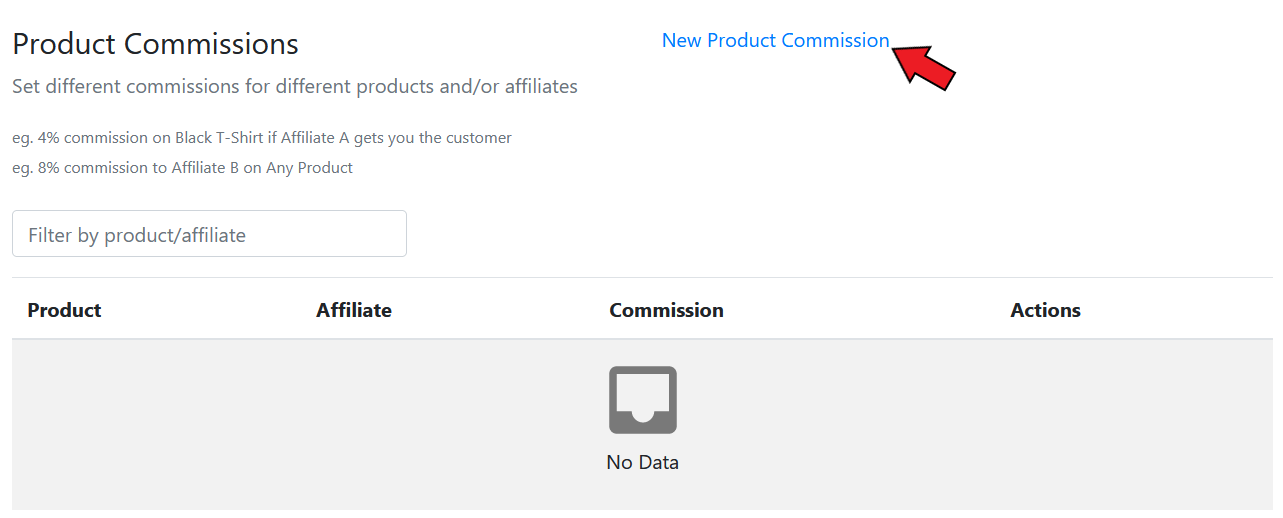 Product Commissions
New Product Commission
Set different commissions for different products and/or affiliates
eg. 4% commission on Black T-Shirt if Affiliate A gets you the customer
eg. 8% commission to Affiliate B on Any Product
Filter by product/affiliate
Product Affiliate Commission Actions
No Data